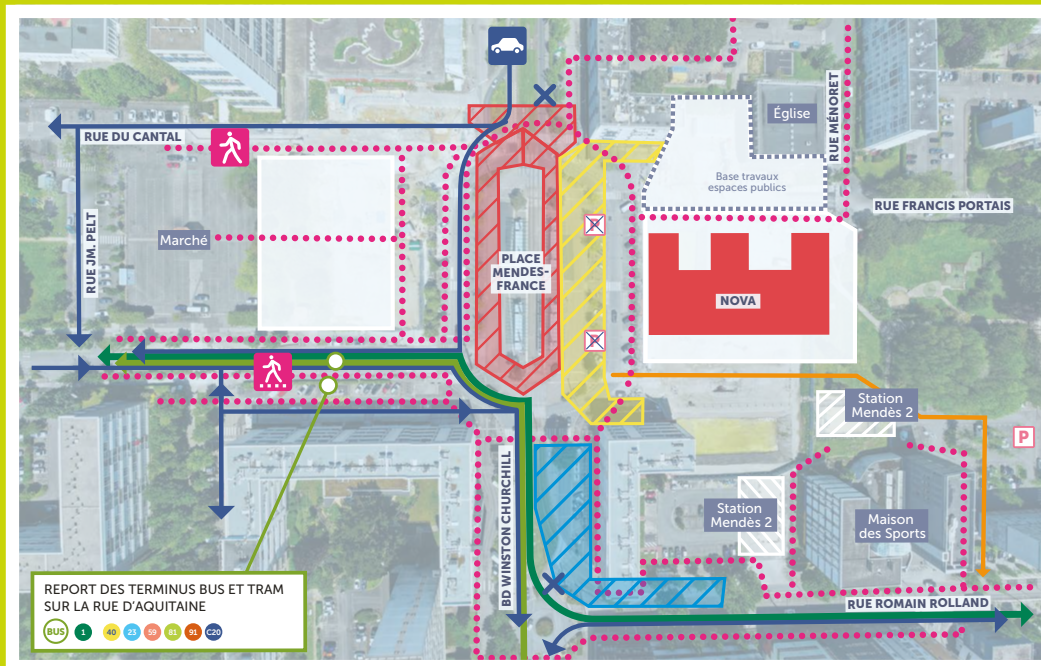 RUE DU CANTAL
Église
RUE MÉNORET
Base travaux
espaces publics
RUE FRANCIS PORTAIS
Marché
RUE JM. PELT
P
PLACE
MENDES-
FRANCE
NOVA
P
Station
Mendès 2
P
Station
Mendès 2
Maison
des Sports
BD WINSTON CHURCHILL
RUE ROMAIN ROLLAND
REPORT DES TERMINUS BUS ET TRAM
SUR LA RUE D'AQUITAINE
BUS 1 40 23 59 81 91 C20